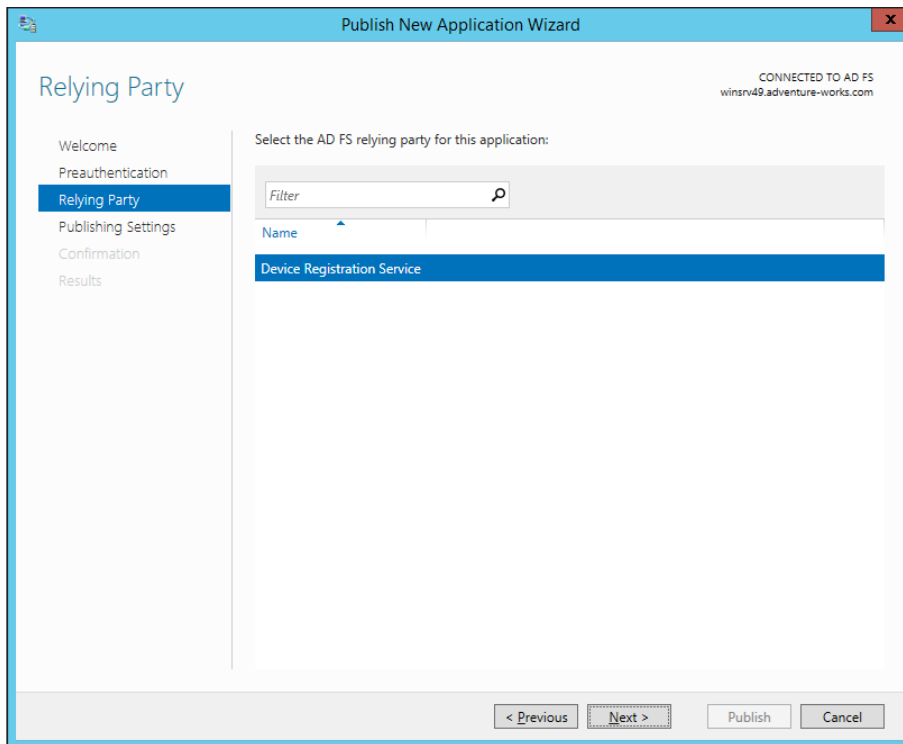 Publish New Application Wizard
x
Relying Party
CONNECTED TO AD FS
winsrv49.adventure-works.com
Welcome
Preauthentication
Relying Party
Publishing Settings
Confirmation
Results
Select the AD FS relying party for this application:
Filter
Name
Device Registration Service
< Previous
Next >
Publish
Cancel